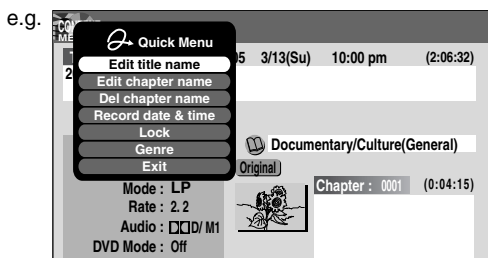 e.g.
Quick Menu
5 3/13(Su) 10:00 pm (2:06:32)
2
Edit title name
Edit chapter name
Del chapter name
Record date & time
Lock
Genre
Exit
Documentary/Culture(General)
Original
Chapter : 0001 (0:04:15)
Mode : LP
Rate : 2.2
Audio : D/M1
DVD Mode : Off